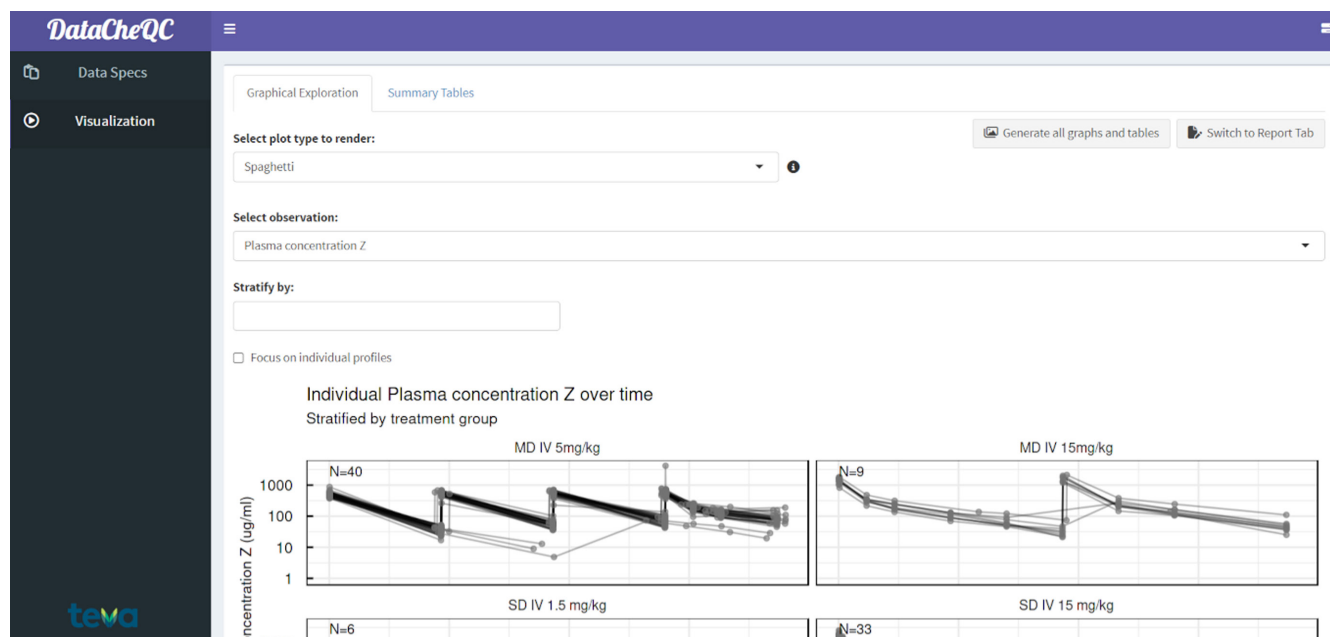 DataCheQC
Data Specs
Visualization
Graphical Exploration
Summary Tables
Generate all graphs and tables
Switch to Report Tab
Select plot type to render:
Spaghetti
Select observation:
Plasma concentration Z
Stratify by:
Focus on individual profiles
Individual Plasma concentration Z over time
Stratified by treatment group
MD IV 5mg/kg
MD IV 15mg/kg
N=40
N=9
1000
100
10
1
ncentration Z (ug/ml)
SD IV 1.5 mg/kg
SD IV 15 mg/kg
N=6
N=33
teva